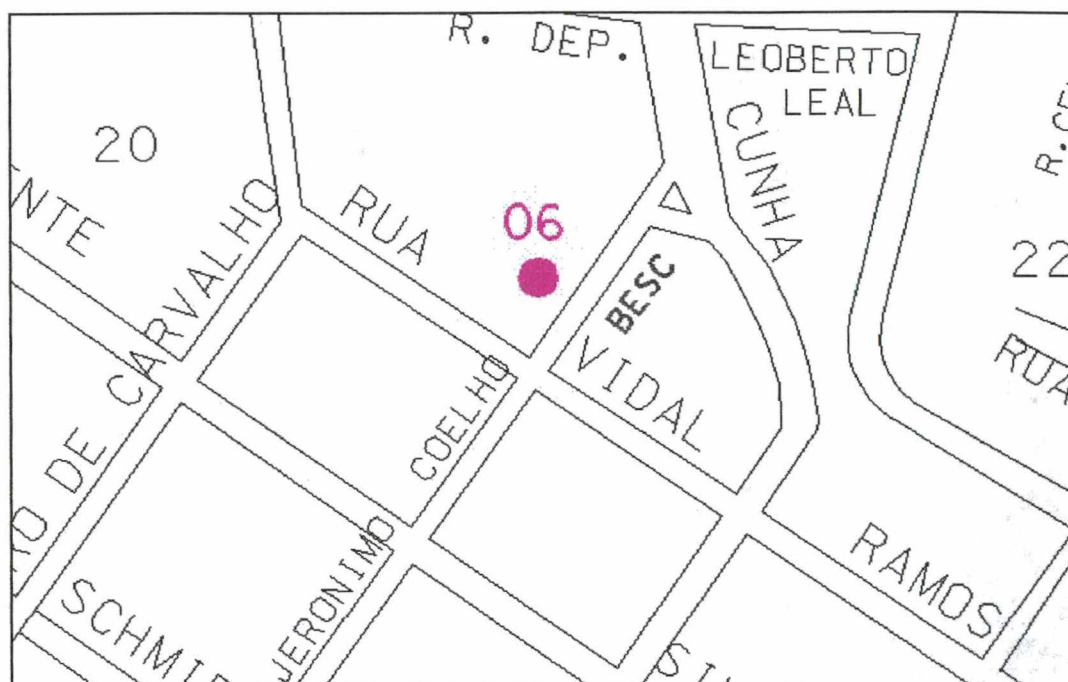 R. DEP.
LEOBERTO
LEAL
CUNHA
20
RUA
06
22
NTE
CARVALHO
BESC
VIDAL
RUA
COELHO
DE
RAMOS
SCHMI
JERONIMO